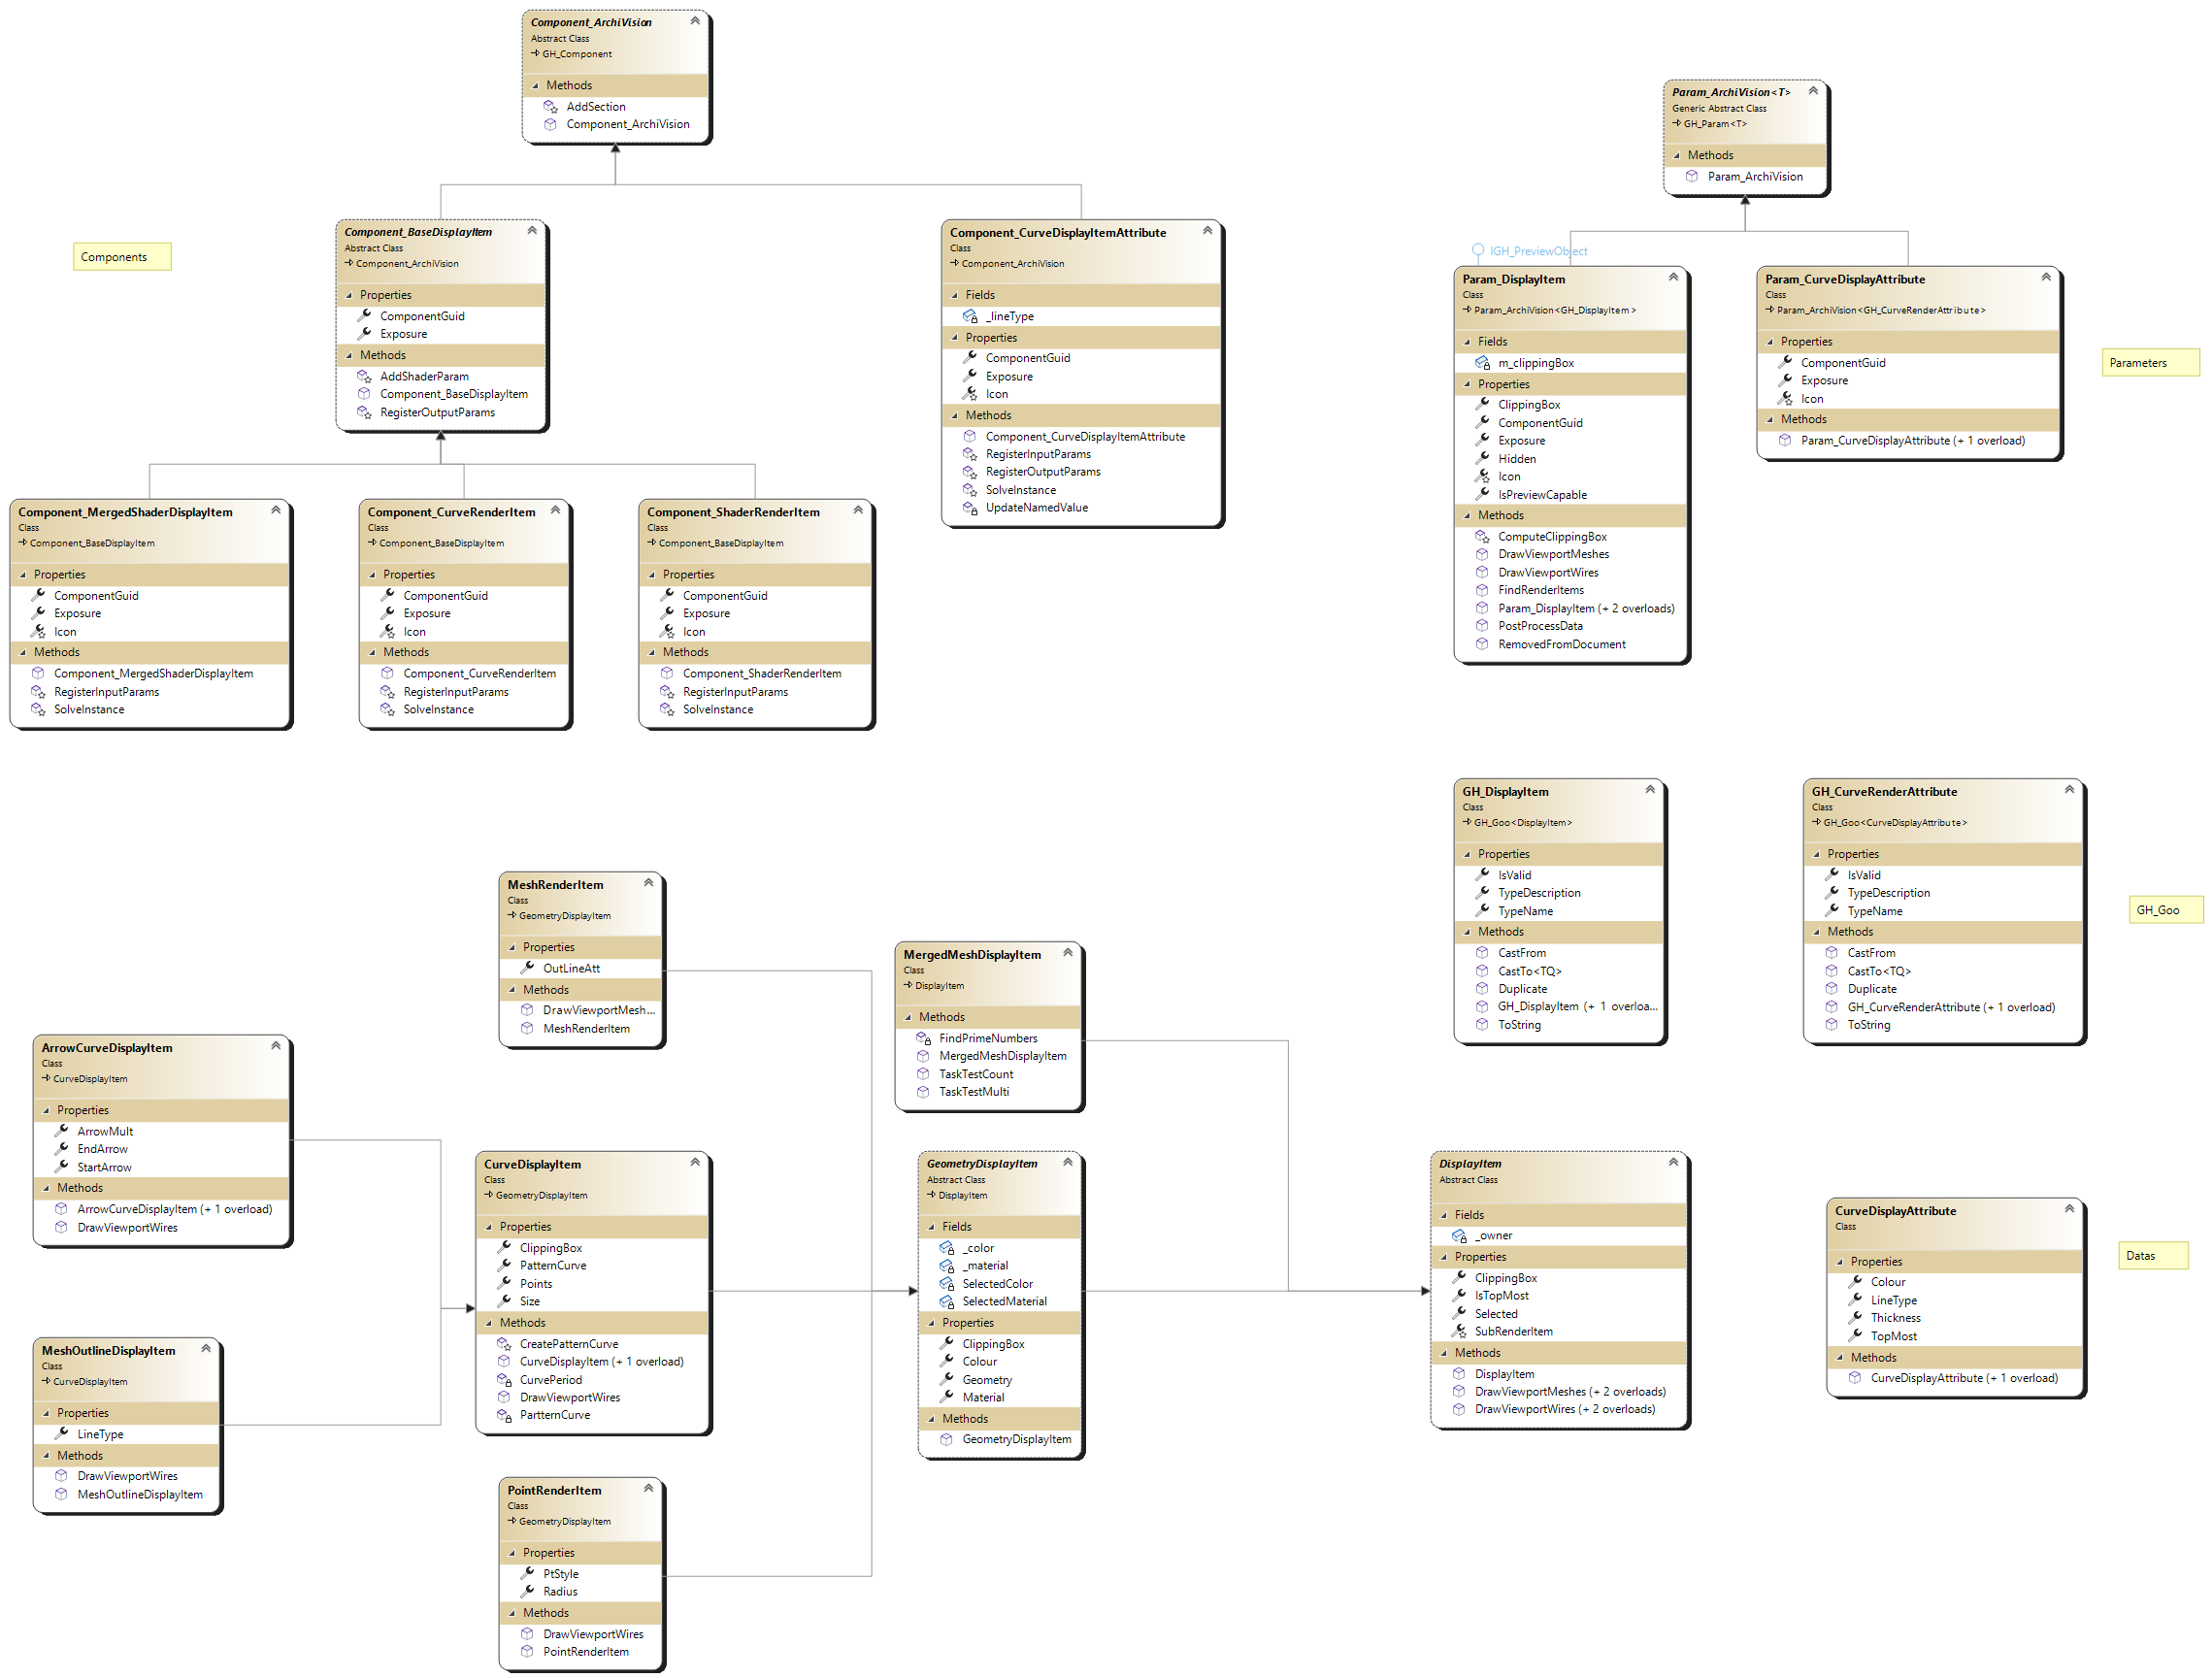 Component_ArchiVision
Abstract Class
GH_Component
Methods
AddSection
Component_ArchiVision
Param_ArchiVision<T>
Generic Abstract Class
GH_Param<T>
Methods
Param_ArchiVision
Components
Component_BaseDisplayItem
Abstract Class
Component_ArchiVision
Properties
ComponentGuid
Exposure
Methods
AddShaderParam
Component_BaseDisplayItem
RegisterOutputParams
Component_CurveDisplayItemAttribute
Class
Component_ArchiVision
Fields
_lineType
Properties
ComponentGuid
Exposure
Icon
Methods
Component_CurveDisplayItemAttribute
RegisterInputParams
RegisterOutputParams
SolveInstance
UpdateNamedValue
IGH_PreviewObject
Param_DisplayItem
Class
Param_ArchiVision<GH_DisplayItem>
Fields
m_clippingBox
Properties
ClippingBox
ComponentGuid
Exposure
Hidden
Icon
IsPreviewCapable
Methods
ComputeClippingBox
DrawViewportMeshes
DrawViewportWires
FindRenderItems
Param_DisplayItem (+ 2 overloads)
PostProcessData
RemovedFromDocument
Param_CurveDisplayAttribute
Class
Param_ArchiVision<GH_CurveRenderAttribute>
Properties
ComponentGuid
Exposure
Icon
Methods
Param_CurveDisplayAttribute (+ 1 overload)
Parameters
Component_MergedShaderDisplayItem
Class
Component_BaseDisplayItem
Properties
ComponentGuid
Exposure
Icon
Methods
Component_MergedShaderDisplayItem
RegisterInputParams
SolveInstance
Component_CurveRenderItem
Class
Component_BaseDisplayItem
Properties
ComponentGuid
Exposure
Icon
Methods
Component_CurveRenderItem
RegisterInputParams
SolveInstance
Component_ShaderRenderItem
Class
Component_BaseDisplayItem
Properties
ComponentGuid
Exposure
Icon
Methods
Component_ShaderRenderItem
RegisterInputParams
SolveInstance
GH_DisplayItem
Class
GH_Goo<DisplayItem>
Properties
IsValid
TypeDescription
TypeName
Methods
CastFrom
CastTo<TQ>
Duplicate
GH_DisplayItem (+ 1 overloa...
ToString
GH_CurveRenderAttribute
Class
GH_Goo<CurveDisplayAttribute>
Properties
IsValid
TypeDescription
TypeName
Methods
CastFrom
CastTo<TQ>
Duplicate
GH_CurveRenderAttribute (+ 1 overload)
ToString
GH_Goo
MeshRenderItem
Class
GeometryDisplayItem
Properties
OutLineAtt
Methods
DrawViewportMesh...
MeshRenderItem
MergedMeshDisplayItem
Class
DisplayItem
Methods
FindPrimeNumbers
MergedMeshDisplayItem
TaskTestCount
TaskTestMulti
ArrowCurveDisplayItem
Class
CurveDisplayItem
Properties
ArrowMult
EndArrow
StartArrow
Methods
ArrowCurveDisplayItem (+ 1 overload)
DrawViewportWires
CurveDisplayItem
Class
GeometryDisplayItem
Properties
ClippingBox
PatternCurve
Points
Size
Methods
CreatePatternCurve
CurveDisplayItem (+ 1 overload)
CurvePeriod
DrawViewportWires
PartternCurve
GeometryDisplayItem
Abstract Class
DisplayItem
Fields
_color
_material
SelectedColor
SelectedMaterial
Properties
ClippingBox
Colour
Geometry
Material
Methods
GeometryDisplayItem
DisplayItem
Abstract Class
Fields
_owner
Properties
ClippingBox
IsTopMost
Selected
SubRenderItem
Methods
DisplayItem
DrawViewportMeshes (+ 2 overloads)
DrawViewportWires (+ 2 overloads)
CurveDisplayAttribute
Class
Properties
Colour
LineType
Thickness
TopMost
Methods
CurveDisplayAttribute (+ 1 overload)
Datas
MeshOutlineDisplayItem
Class
CurveDisplayItem
Properties
LineType
Methods
DrawViewportWires
MeshOutlineDisplayItem
PointRenderItem
Class
GeometryDisplayItem
Properties
PtStyle
Radius
Methods
DrawViewportWires
PointRenderItem